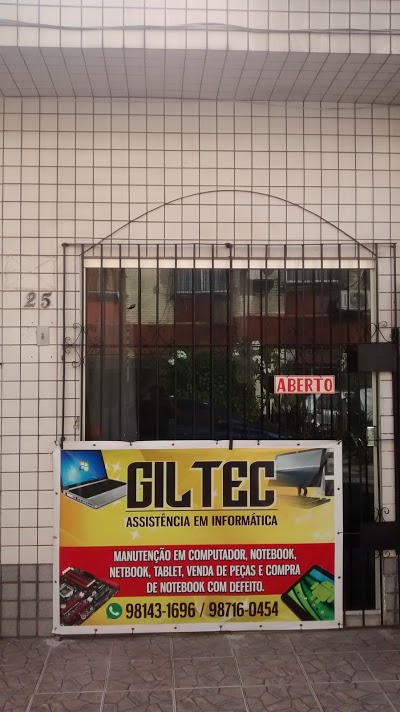 25
ABERTO
GILTEC
ASSISTÊNCIA EM INFORMÁTICA
MANUTENÇÃO EM COMPUTADOR, NOTEBOOK,
NETBOOK, TABLET, VENDA DE PEÇAS E COMPRA
DE NOTEBOOK COM DEFEITO.
98143-1696 / 98716-0454